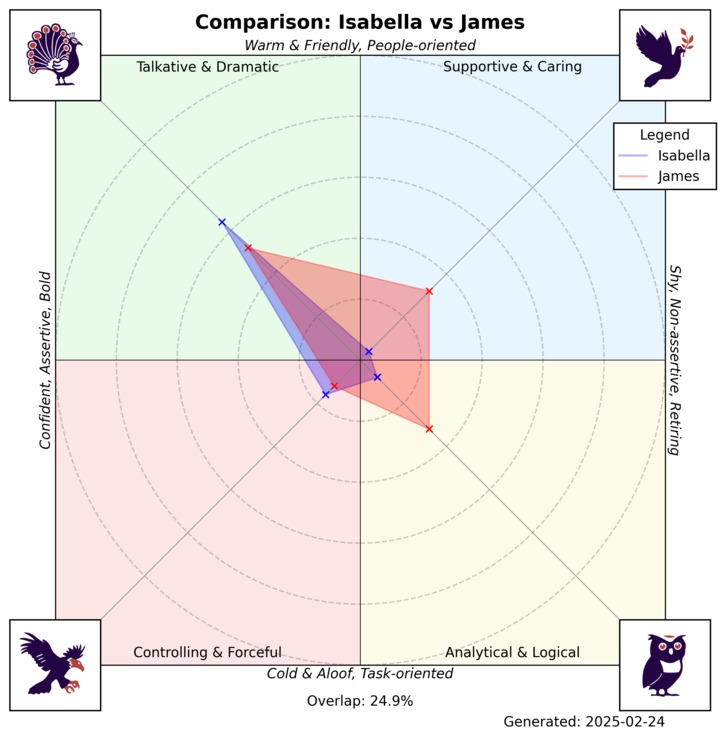 Comparison: Isabella vs James
Warm & Friendly, People-oriented
Talkative & Dramatic
Supportive & Caring
Legend
Isabella
James
Confident, Assertive, Bold
Shy, Non-assertive, Retiring
Controlling & Forceful
Analytical & Logical
Cold & Aloof, Task-oriented
Overlap: 24.9%
Generated: 2025-02-24